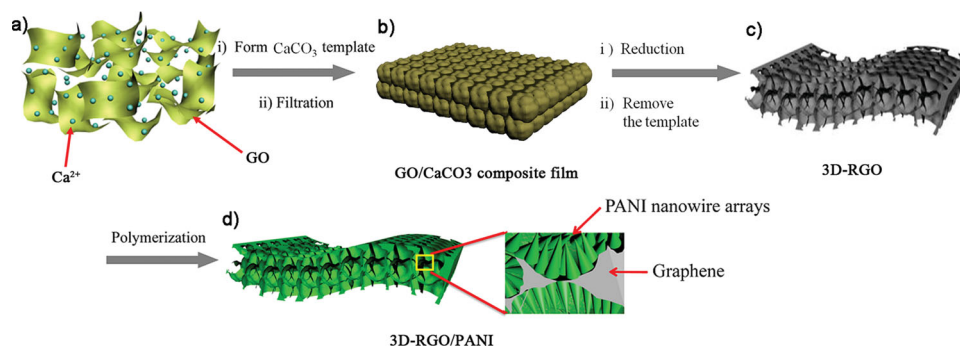 a)
i) Form CaCO₃ template
ii) Filtration
GO
Ca²⁺
b)
GO/CaCO3 composite film
i ) Reduction
ii) Remove
the template
c)
3D-RGO
Polymerization
d)
PANI nanowire arrays
Graphene
3D-RGO/PANI